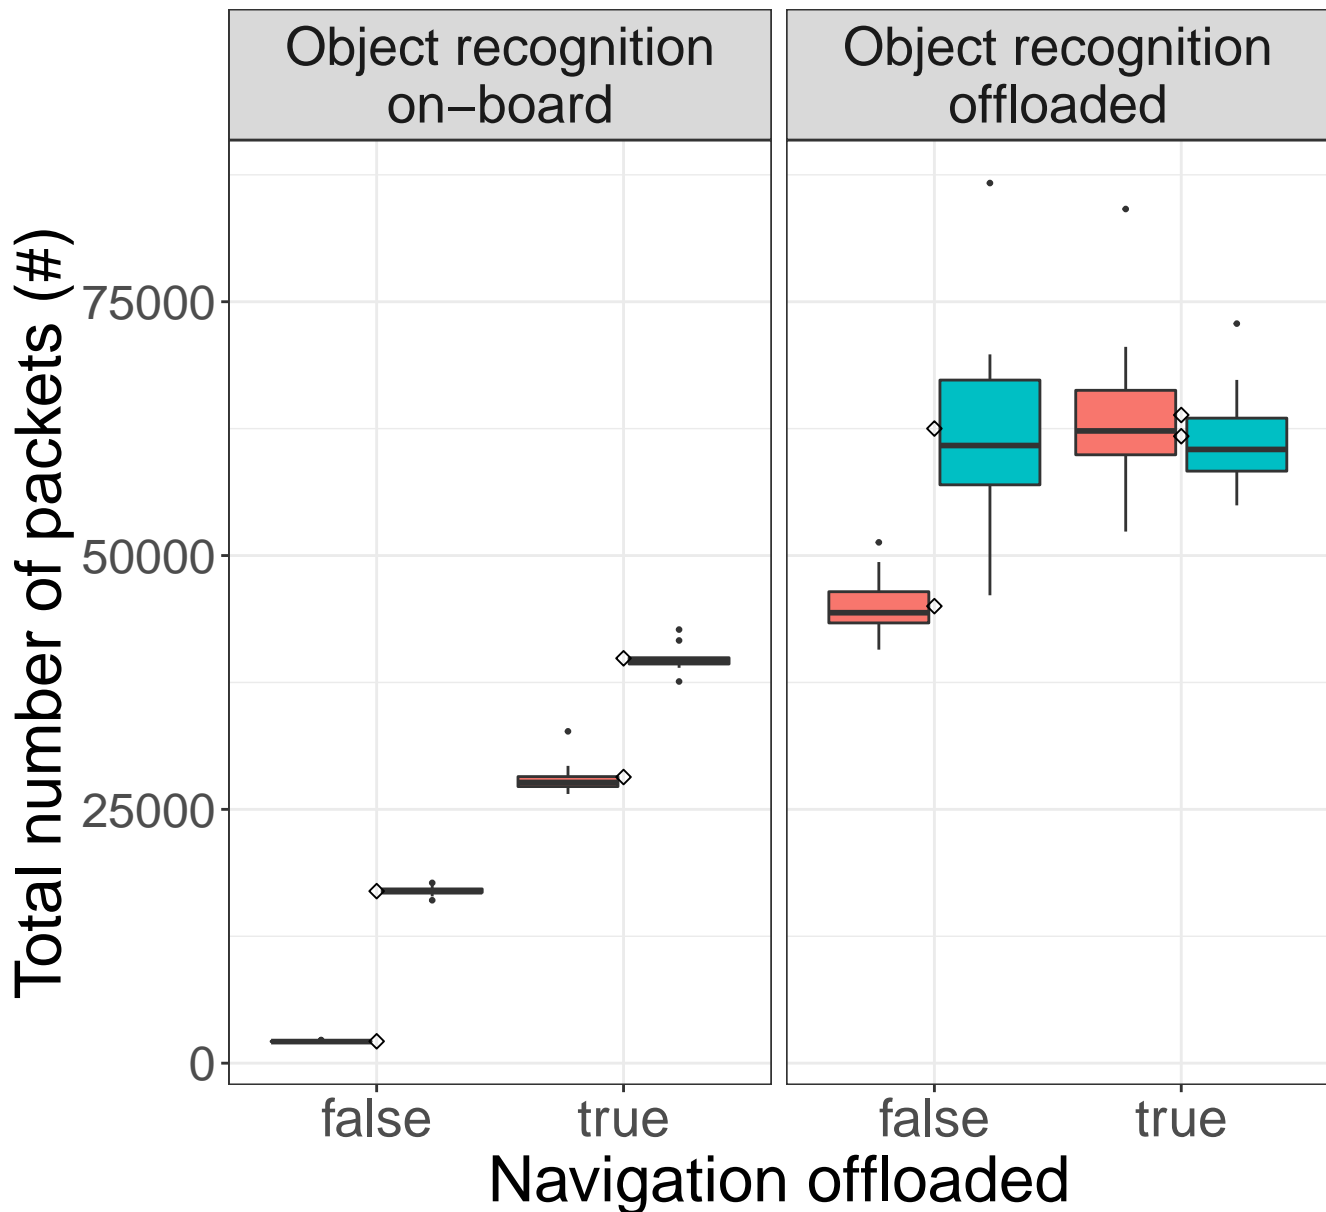 Object recognition
on−board
Object recognition
offloaded
Total number of packets (#)
75000
50000
25000
0
false
true
false
true
Navigation offloaded